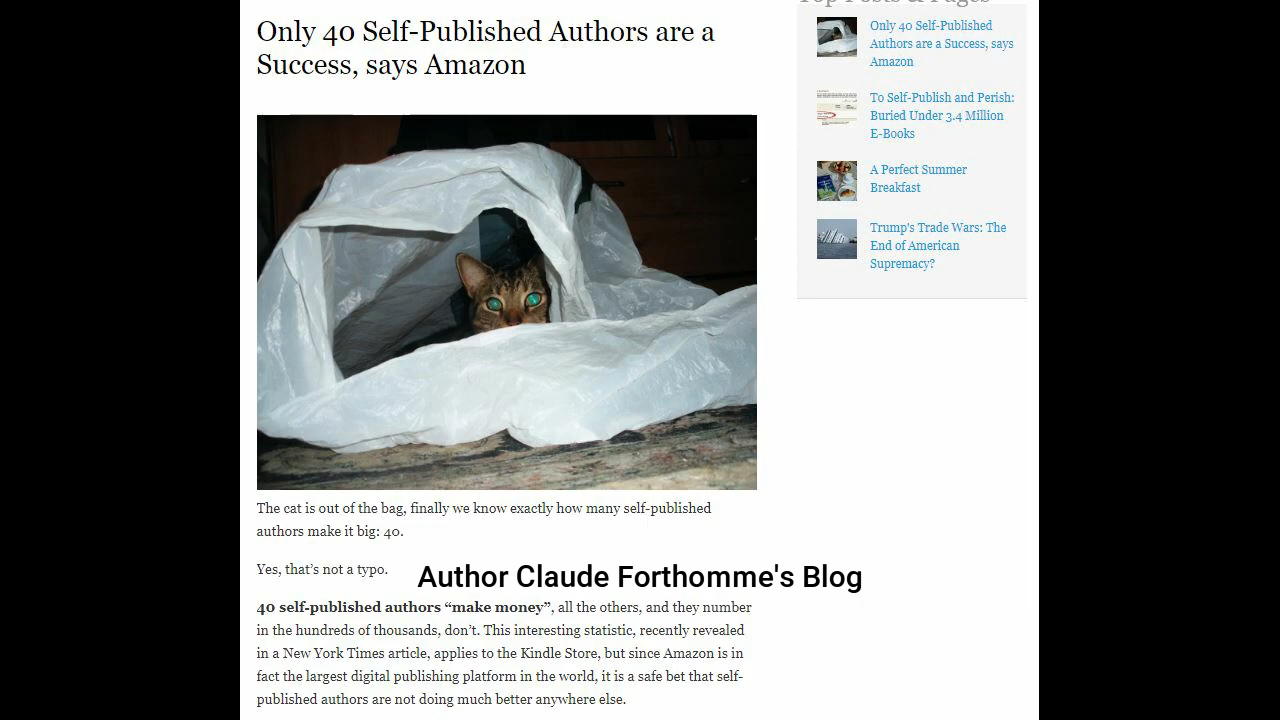 Only 40 Self-Published Authors are a
Success, says Amazon
The cat is out of the bag, finally we know exactly how many self-published
authors make it big: 40.
Yes, that’s not a typo.
Author Claude Forthomme's Blog
40 self-published authors “make money”, all the others, and they number
in the hundreds of thousands, don’t. This interesting statistic, recently revealed
in a New York Times article, applies to the Kindle Store, but since Amazon is in
fact the largest digital publishing platform in the world, it is a safe bet that self-
published authors are not doing much better anywhere else.
Top Posts & Pages
Only 40 Self-Published
Authors are a Success, says
Amazon
To Self-Publish and Perish:
Buried Under 3.4 Million
E-Books
A Perfect Summer
Breakfast
Trump's Trade Wars: The
End of American
Supremacy?